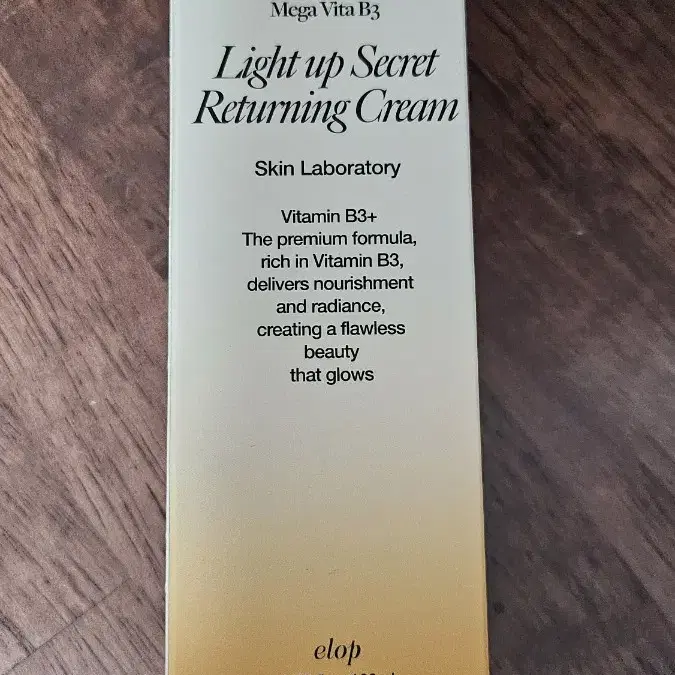 Mega Vita B3
Light up Secret
Returning Cream
Skin Laboratory
Vitamin B3+
The premium formula,
rich in Vitamin B3,
delivers nourishment
and radiance,
creating a flawless
beauty
that glows
elop